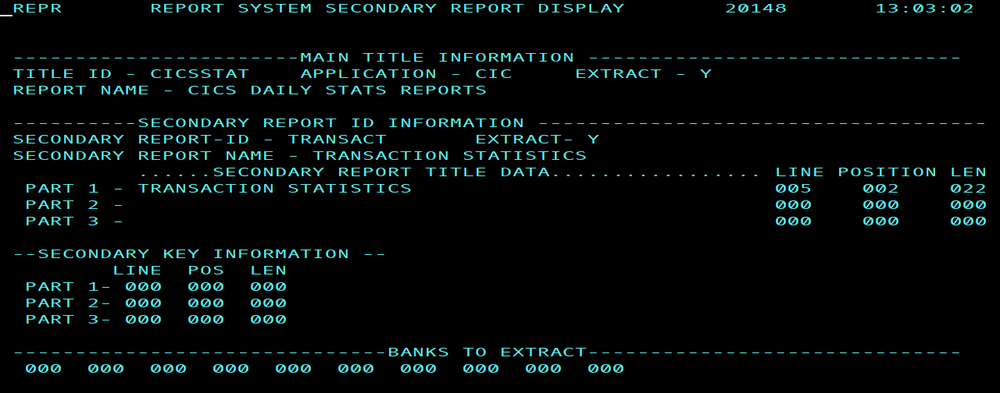 REPR       REPORT SYSTEM SECONDARY REPORT DISPLAY        20148       13:03:02
-----------------------MAIN TITLE INFORMATION ------------------------------
TITLE ID - CICSSTAT    APPLICATION - CIC     EXTRACT - Y
REPORT NAME - CICS DAILY STATS REPORTS
----------SECONDARY REPORT ID INFORMATION ------------------------------------
SECONDARY REPORT-ID - TRANSACT       EXTRACT- Y
SECONDARY REPORT NAME - TRANSACTION STATISTICS
......SECONDARY REPORT TITLE DATA................. LINE POSITION LEN
PART 1 - TRANSACTION STATISTICS                             005    002    022
PART 2 -                                                    000    000    000
PART 3 -                                                    000    000    000
--SECONDARY KEY INFORMATION --
LINE  POS  LEN
PART 1- 000  000  000
PART 2- 000  000  000
PART 3- 000  000  000
------------------------------BANKS TO EXTRACT------------------------------
000  000  000  000  000  000  000  000  000  000